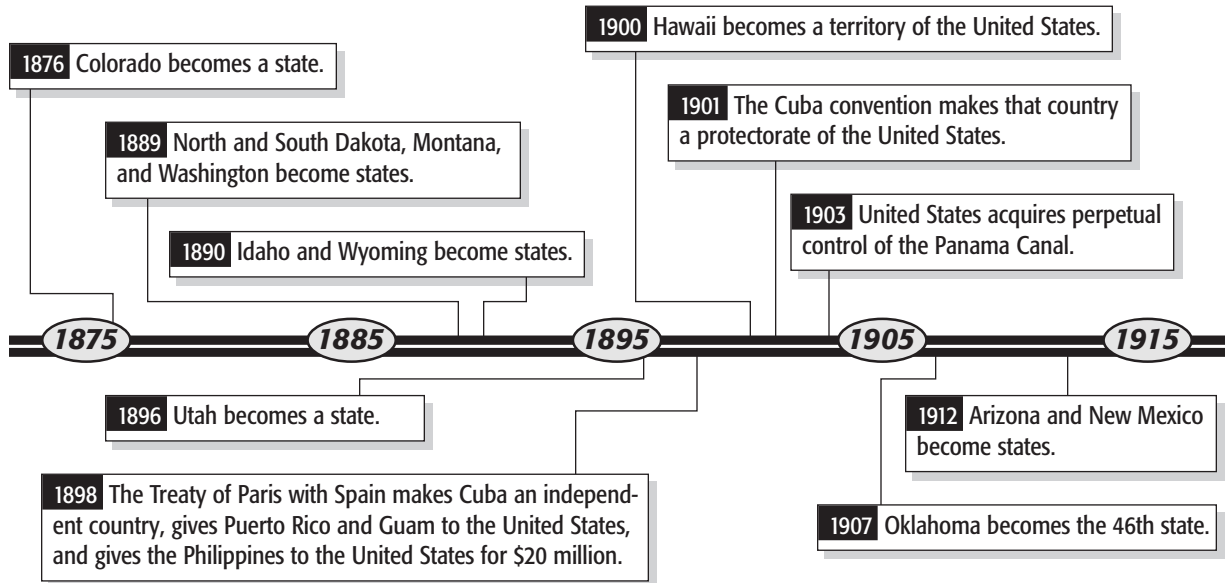 1900 Hawaii becomes a territory of the United States.
1876 Colorado becomes a state.
1901 The Cuba convention makes that country
a protectorate of the United States.
1889 North and South Dakota, Montana,
and Washington become states.
1903 United States acquires perpetual
control of the Panama Canal.
1890 Idaho and Wyoming become states.
1875 1885 1895 1905 1915
1896 Utah becomes a state.
1912 Arizona and New Mexico
become states.
1898 The Treaty of Paris with Spain makes Cuba an independ-
ent country, gives Puerto Rico and Guam to the United States,
and gives the Philippines to the United States for $20 million.
1907 Oklahoma becomes the 46th state.